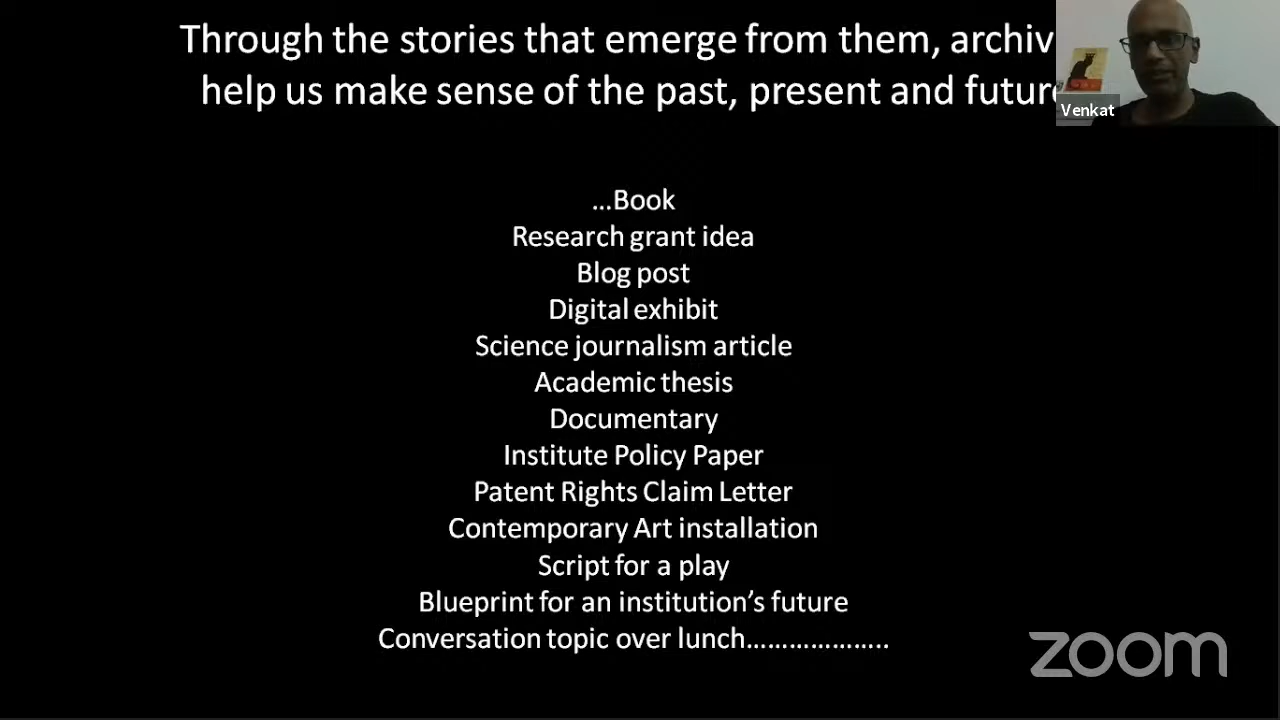 Through the stories that emerge from them, archiv
help us make sense of the past, present and future
Venkat
...Book
Research grant idea
Blog post
Digital exhibit
Science journalism article
Academic thesis
Documentary
Institute Policy Paper
Patent Rights Claim Letter
Contemporary Art installation
Script for a play
Blueprint for an institution’s future
Conversation topic over lunch………………..
zoom